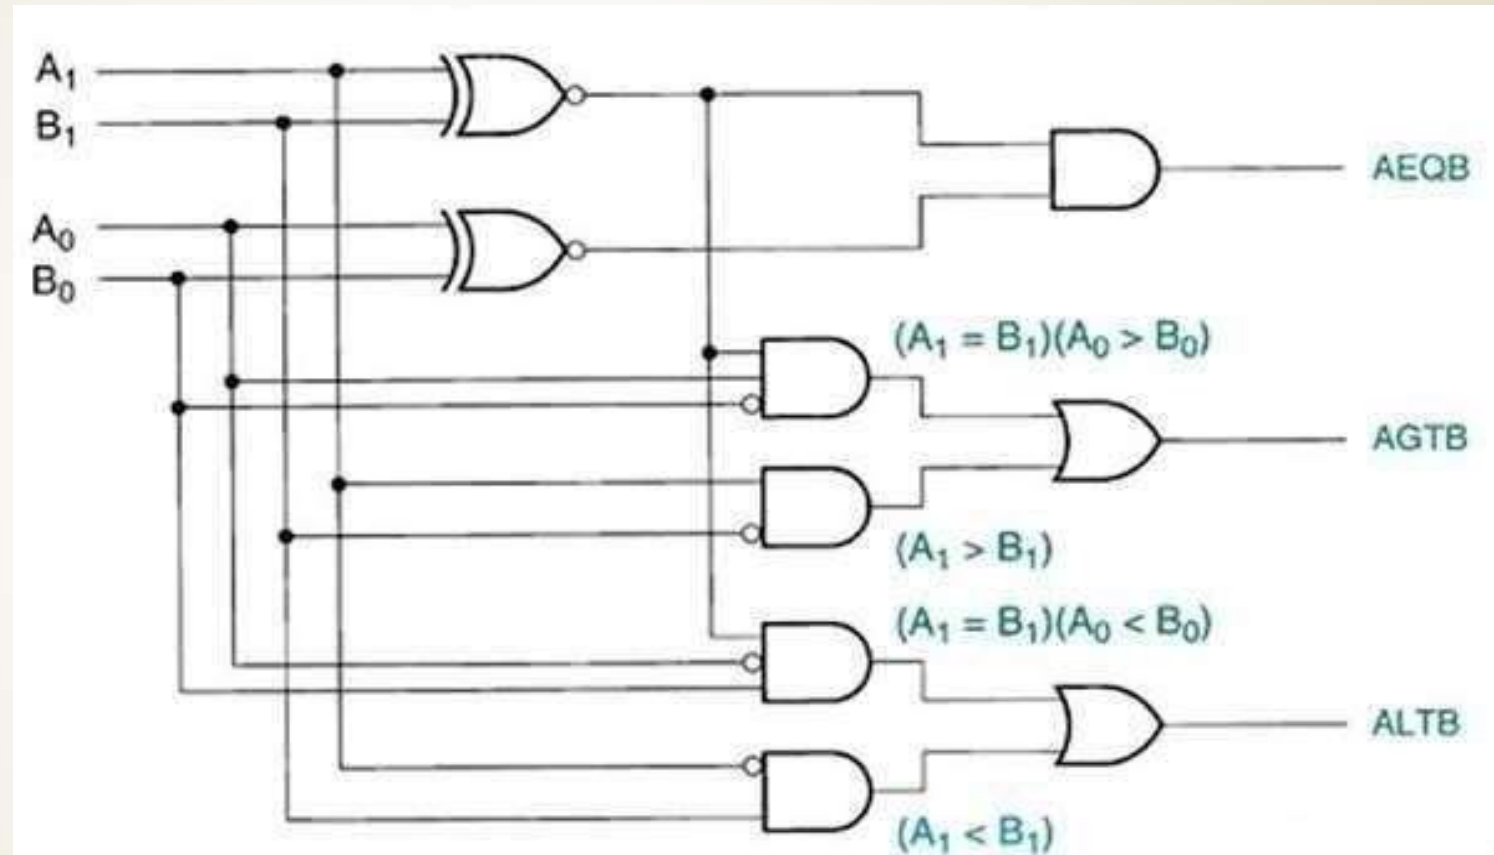 A₁
B₁
A₀
B₀
AEQB
(A₁ = B₁)(A₀ > B₀)
AGTB
(A₁ > B₁)
(A₁ = B₁)(A₀ < B₀)
ALTB
(A₁ < B₁)